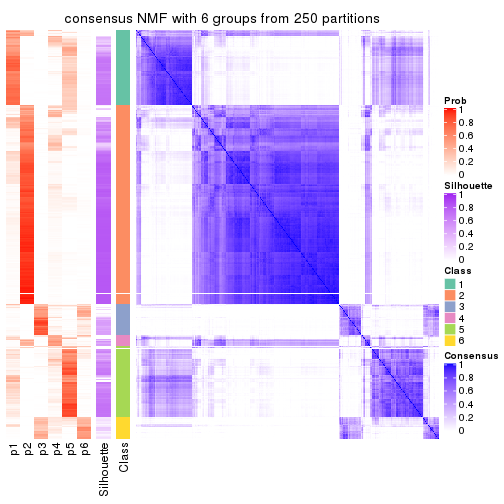 consensus NMF with 6 groups from 250 partitions
Prob
1
0.8
0.6
0.4
0.2
0
Silhouette
1
0.8
0.6
0.4
0.2
0
Class
1
2
3
4
5
6
Consensus
1
0.8
0.6
0.4
0.2
0
p1
p2
p3
p4
p5
p6
Silhouette
Class